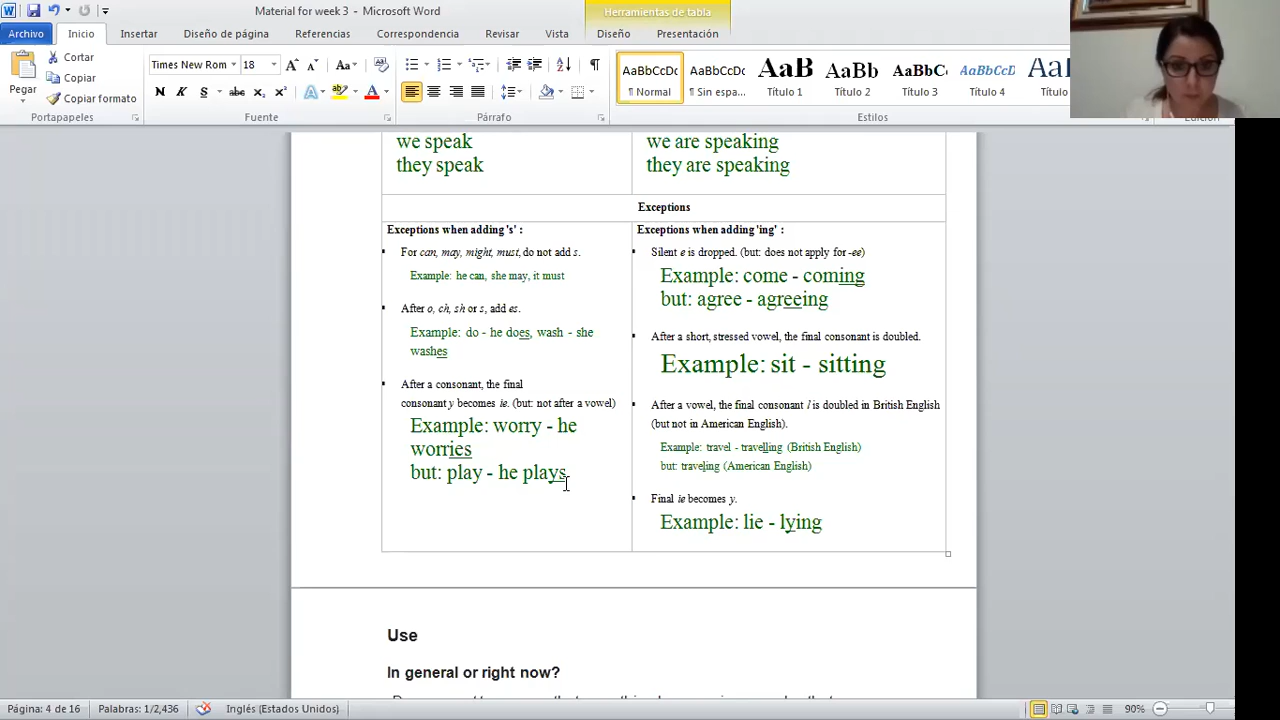 Material for week 3 - Microsoft Word
Herramientas de tabla
Archivo Inicio Insertar Diseño de página Referencias Correspondencia Revisar Vista Diseño Presentación
Pegar
Cortar
Copiar
Copiar formato
Portapapeles
Times New Rom 18
N K S abc x₂ x²
Fuente
Párrafo
AaBbCcDc AaBbCcDc AaB AaBb AaBbCc AaBbCcDc
¶ Normal ¶ Sin espa... Título 1 Título 2 Título 3 Título 4
Estilos
we speak
they speak
we are speaking
they are speaking
Exceptions
Exceptions when adding 's' :
For can, may, might, must, do not add s.
Example: he can, she may, it must
After o, ch, sh or s, add es.
Example: do - he does, wash - she
washes
After a consonant, the final
consonant y becomes ie. (but: not after a vowel)
Example: worry - he
worries
but: play - he plays
Exceptions when adding 'ing' :
Silent e is dropped. (but: does not apply for -ee)
Example: come - coming
but: agree - agreeing
After a short, stressed vowel, the final consonant is doubled.
Example: sit - sitting
After a vowel, the final consonant l is doubled in British English
(but not in American English).
Example: travel - travelling (British English)
but: traveling (American English)
Final ie becomes y.
Example: lie - lying
Use
In general or right now?
Página: 4 de 16 Palabras: 1/2,436 Inglés (Estados Unidos) 90%